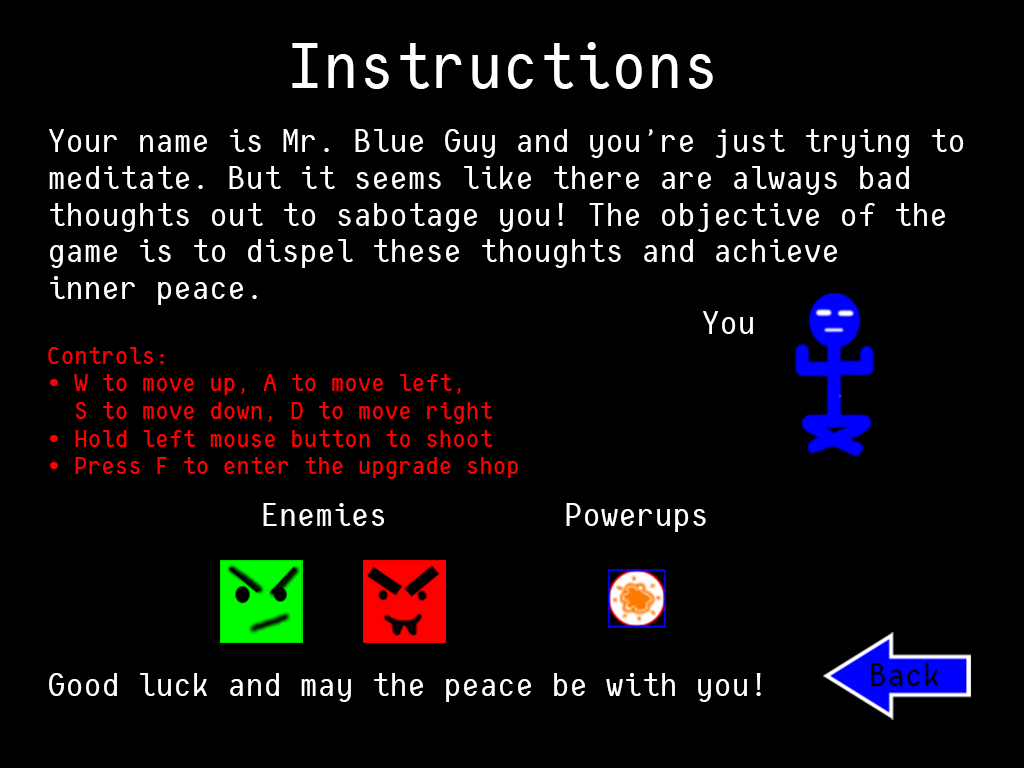 Instructions
Your name is Mr. Blue Guy and you're just trying to
meditate. But it seems like there are always bad
thoughts out to sabotage you! The objective of the
game is to dispel these thoughts and achieve
inner peace.
You
Controls:
• W to move up, A to move left,
S to move down, D to move right
• Hold left mouse button to shoot
• Press F to enter the upgrade shop
Enemies
Powerups
Good luck and may the peace be with you!
Back